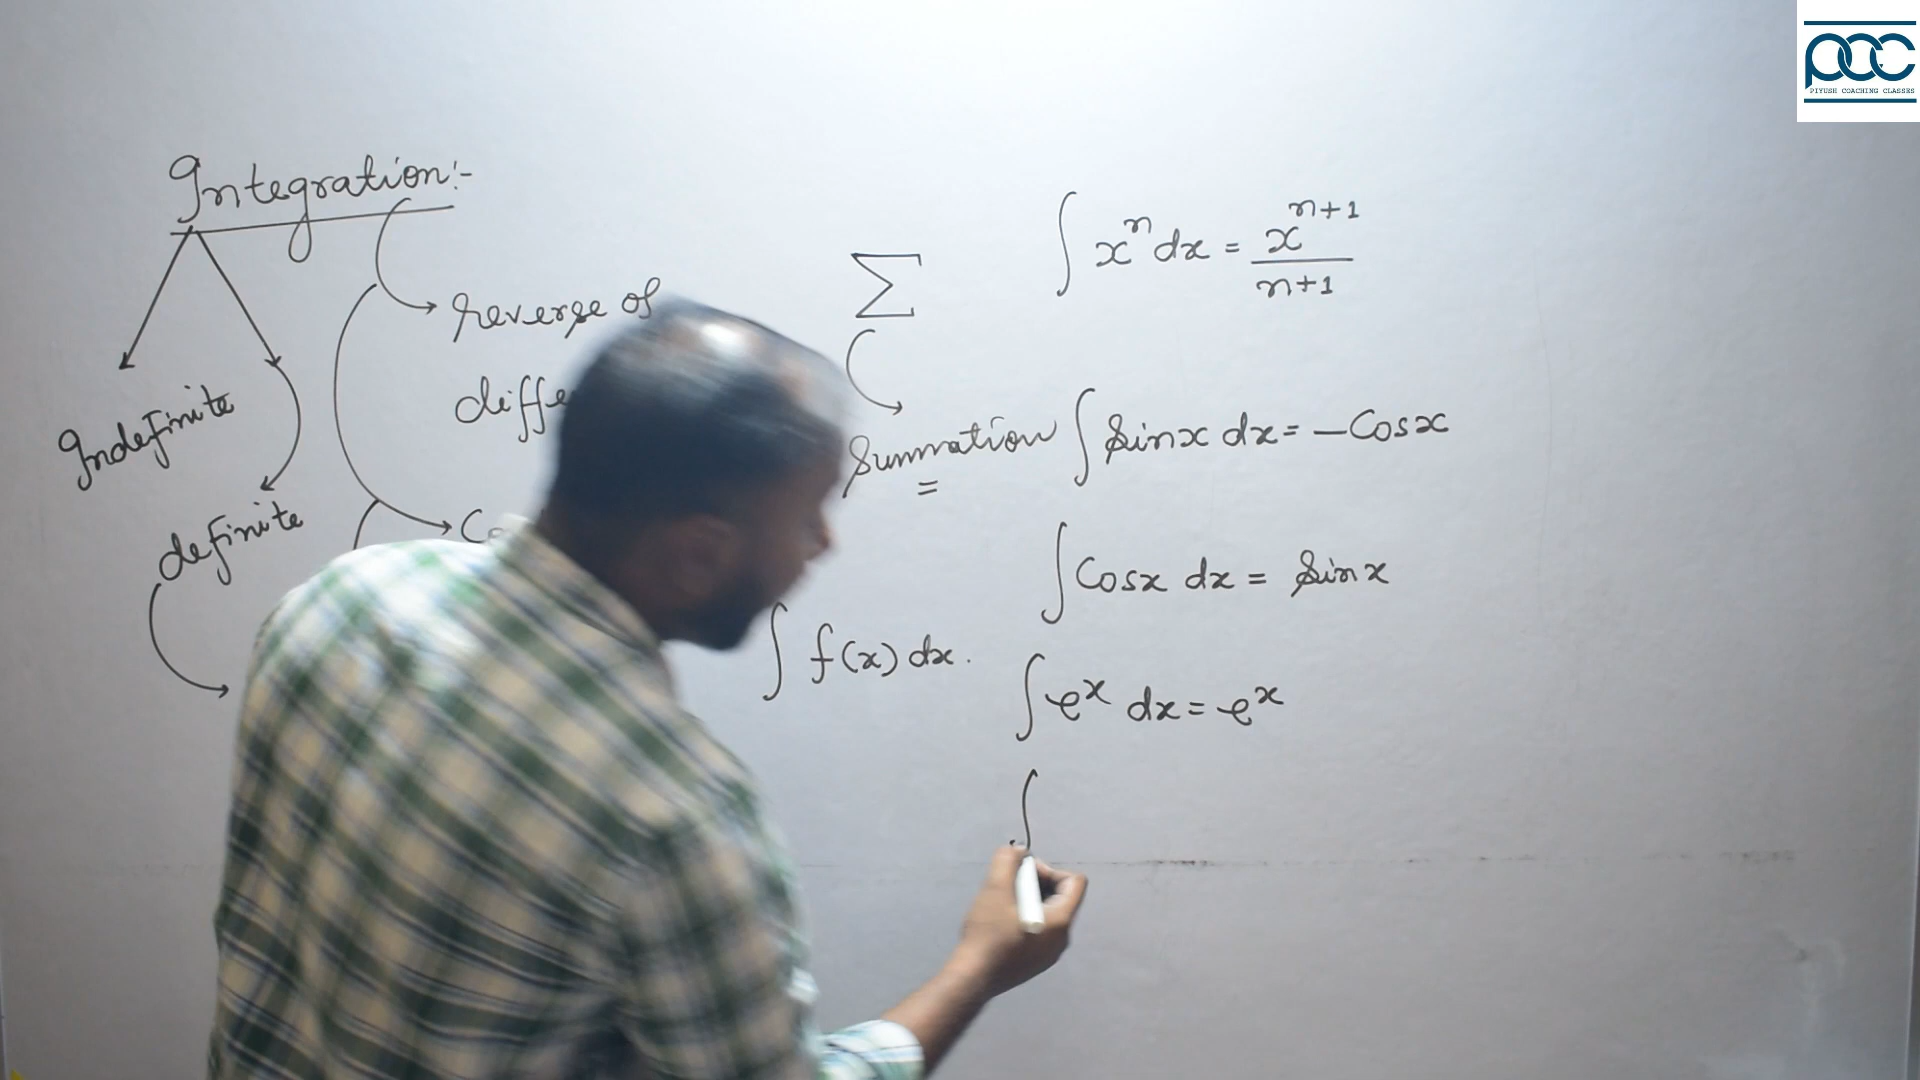 PCC
PIYUSH COACHING CLASSES
Integration:-
Indefinite
definite
reverse of
∑
Summation
=
∫ f(x) dx.
∫ xⁿ dx = xⁿ⁺¹/n+1
∫ Sinx dx = -Cosx
∫ Cosx dx = Sinx
∫ eˣ dx = eˣ
∫